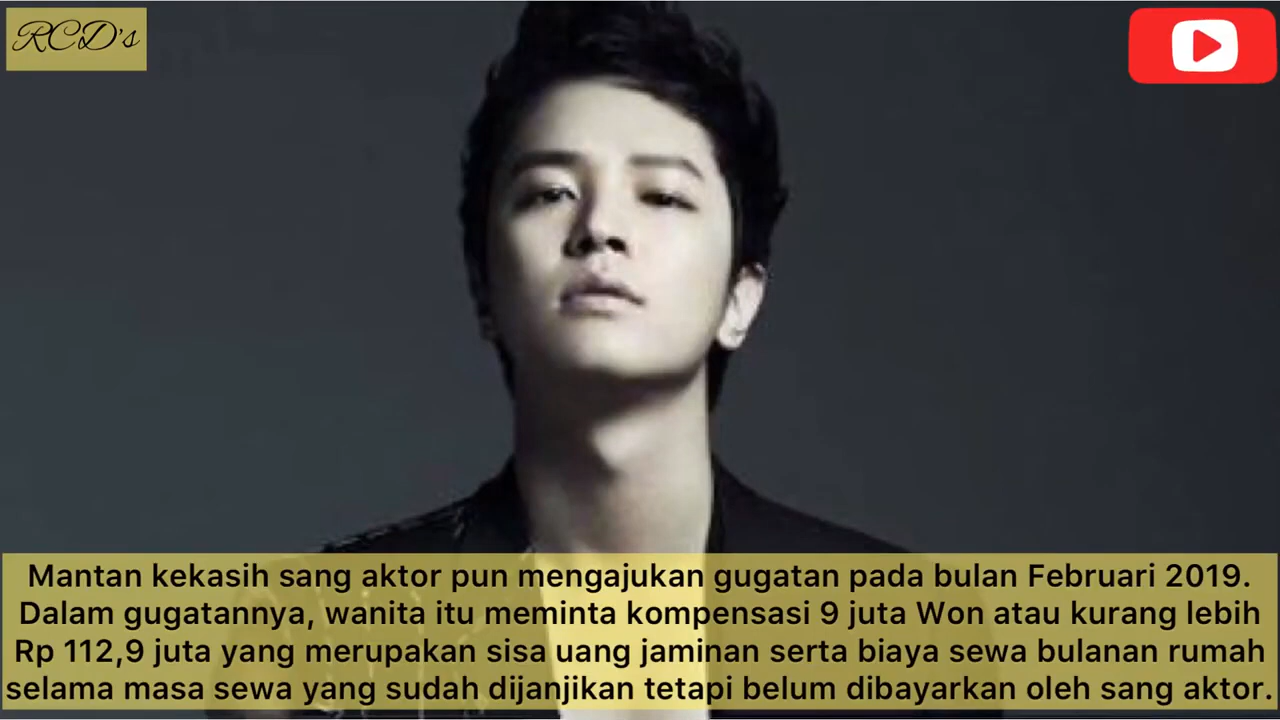 RCD's
Mantan kekasih sang aktor pun mengajukan gugatan pada bulan Februari 2019.
Dalam gugatannya, wanita itu meminta kompensasi 9 juta Won atau kurang lebih
Rp 112,9 juta yang merupakan sisa uang jaminan serta biaya sewa bulanan rumah
selama masa sewa yang sudah dijanjikan tetapi belum dibayarkan oleh sang aktor.